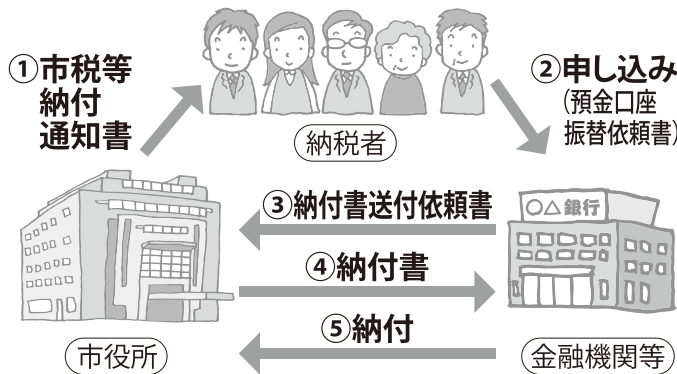 ①市税等
納付
通知書
②申し込み
(預金口座
振替依頼書)
納税者
③納付書送付依頼書
○△銀行
④納付書
⑤納付
市役所
金融機関等